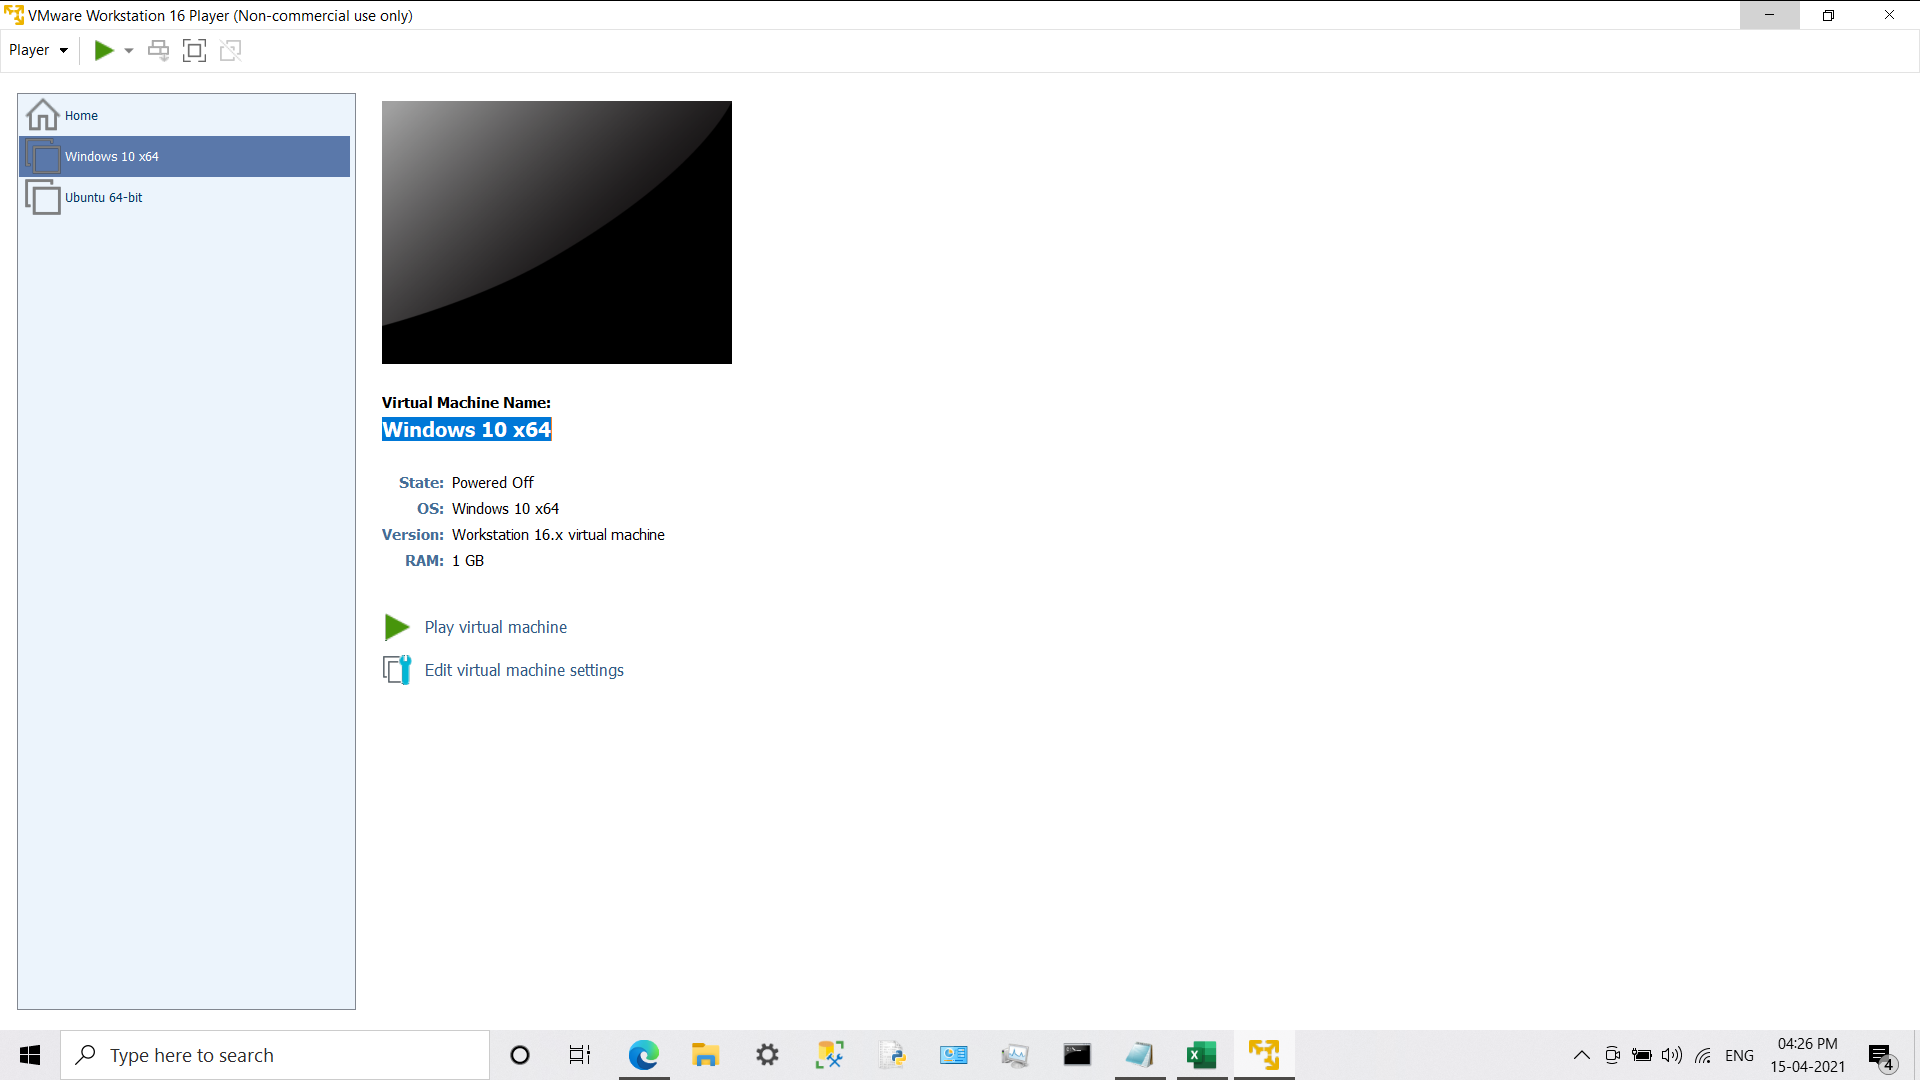 VMware Workstation 16 Player (Non-commercial use only)
Player
Home
Windows 10 x64
Ubuntu 64-bit
Virtual Machine Name:
Windows 10 x64
State: Powered Off
OS: Windows 10 x64
Version: Workstation 16.x virtual machine
RAM: 1 GB
Play virtual machine
Edit virtual machine settings
Type here to search
ENG
04:26 PM
15-04-2021
4